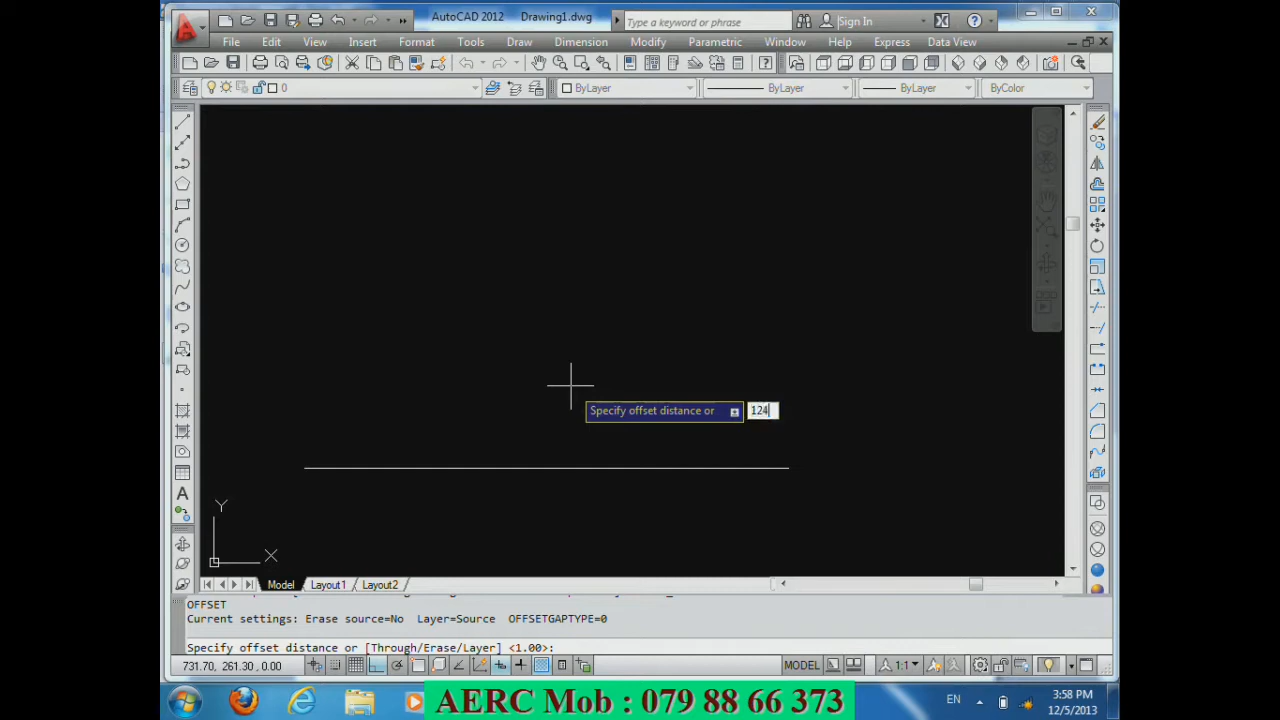 AutoCAD 2012 Drawing1.dwg
Type a keyword or phrase
Sign In
File Edit View Insert Format Tools Draw Dimension Modify Parametric Window Help Express Data View
0
ByLayer
ByLayer
ByLayer
ByColor
Specify offset distance or 124
Y
X
Model Layout1 Layout2
OFFSET
Current settings: Erase source=No Layer=Source OFFSETGAPTYPE=0
Specify offset distance or [Through/Erase/Layer] <1.00>:
731.70, 261.30, 0.00
MODEL
1:1
AERC Mob : 079 88 66 373
EN
3:58 PM
12/5/2013